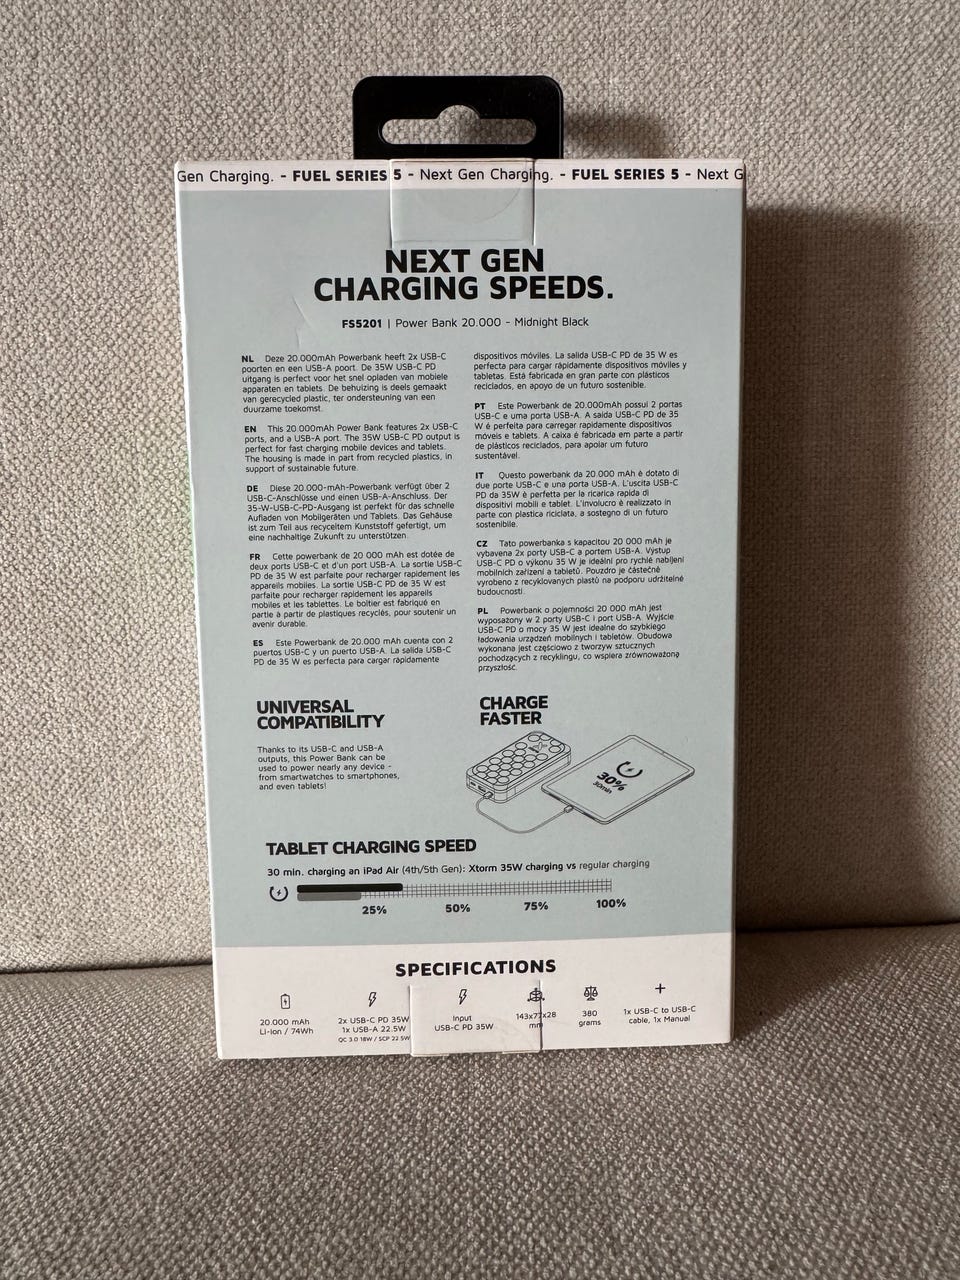 Gen Charging. - FUEL SERIES 5 - Next Gen Charging. - FUEL SERIES 5 - Next G
NEXT GEN
CHARGING SPEEDS.
FS5201 | Power Bank 20.000 - Midnight Black
NL Deze 20.000mAh Powerbank heeft 2x USB-C
poorten en een USB-A poort. De 35W USB-C PD
uitgang is perfect voor het snel opladen van mobiele
apparaten en tablets. De behuizing is deels gemaakt
van gerecycled plastic, ter ondersteuning van een
duurzame toekomst.
EN This 20.000mAh Power Bank features 2x USB-C
ports, and a USB-A port. The 35W USB-C PD output is
perfect for fast charging mobile devices and tablets.
The housing is made in part from recycled plastics, in
support of sustainable future.
DE Diese 20.000-mAh-Powerbank verfügt über 2
USB-C-Anschlüsse und einen USB-A-Anschluss. Der
35-W-USB-C-PD-Ausgang ist perfekt für das schnelle
Aufladen von Mobilgeräten und Tablets. Das Gehäuse
ist zum Teil aus recyceltem Kunststoff gefertigt, um
eine nachhaltige Zukunft zu unterstützen.
FR Cette powerbank de 20 000 mAh est dotée de
deux ports USB-C et d'un port USB-A. La sortie USB-C
PD de 35 W est parfaite pour recharger rapidement les
appareils mobiles. La sortie USB-C PD de 35 W est
parfaite pour recharger rapidement les appareils
mobiles et les tablettes. Le boîtier est fabriqué en
partie à partir de plastiques recyclés, pour soutenir un
avenir durable.
ES Este Powerbank de 20.000 mAh cuenta con 2
puertos USB-C y un puerto USB-A. La salida USB-C
PD de 35 W es perfecta para cargar rápidamente
dispositivos móviles. La salida USB-C PD de 35 W es
perfecta para cargar rápidamente dispositivos móviles y
tabletas. Está fabricada en gran parte con plásticos
reciclados, en apoyo de un futuro sostenible.
PT Este Powerbank de 20.000mAh possui 2 portas
USB-C e uma porta USB-A. A saída USB-C PD de 35
W é perfeita para carregar rapidamente dispositivos
móveis e tablets. A caixa é fabricada em parte a partir
de plásticos reciclados, para apoiar um futuro
sustentável.
IT Questo powerbank da 20.000 mAh è dotato di
due porte USB-C e una porta USB-A. L'uscita USB-C
PD da 35W è perfetta per la ricarica rapida di
dispositivi mobili e tablet. L'involucro è realizzato in
parte con plastica riciclata, a sostegno di un futuro
sostenibile.
CZ Tato powerbanka s kapacitou 20 000 mAh je
vybavena 2x porty USB-C a portem USB-A. Výstup
USB-C PD o výkonu 35 W je ideální pro rychlé nabíjení
mobilních zařízení a tabletů. Pouzdro je částečně
vyrobeno z recyklovaných plastů na podporu udržitelné
budoucnosti.
PL Powerbank o pojemności 20 000 mAh jest
wyposażony w 2 porty USB-C i port USB-A. Wyjście
USB-C PD o mocy 35 W jest idealne do szybkiego
ładowania urządzeń mobilnych i tabletów. Obudowa
wykonana jest częściowo z tworzyw sztucznych
pochodzących z recyklingu, co wspiera zrównoważoną
przyszłość.
UNIVERSAL
COMPATIBILITY
Thanks to its USB-C and USB-A
outputs, this Power Bank can be
used to power nearly any device -
from smartwatches to smartphones,
and even tablets!
CHARGE
FASTER
30%
30min
TABLET CHARGING SPEED
30 min. charging an iPad Air (4th/5th Gen): Xtorm 35W charging vs regular charging
25% 50% 75% 100%
SPECIFICATIONS
20.000 mAh
Li-ion / 74Wh
2x USB-C PD 35W
1x USB-A 22.5W
QC 3.0 18W / SCP 22.5W
Input
USB-C PD 35W
143x77x28
mm
380
grams
1x USB-C to USB-C
cable, 1x Manual